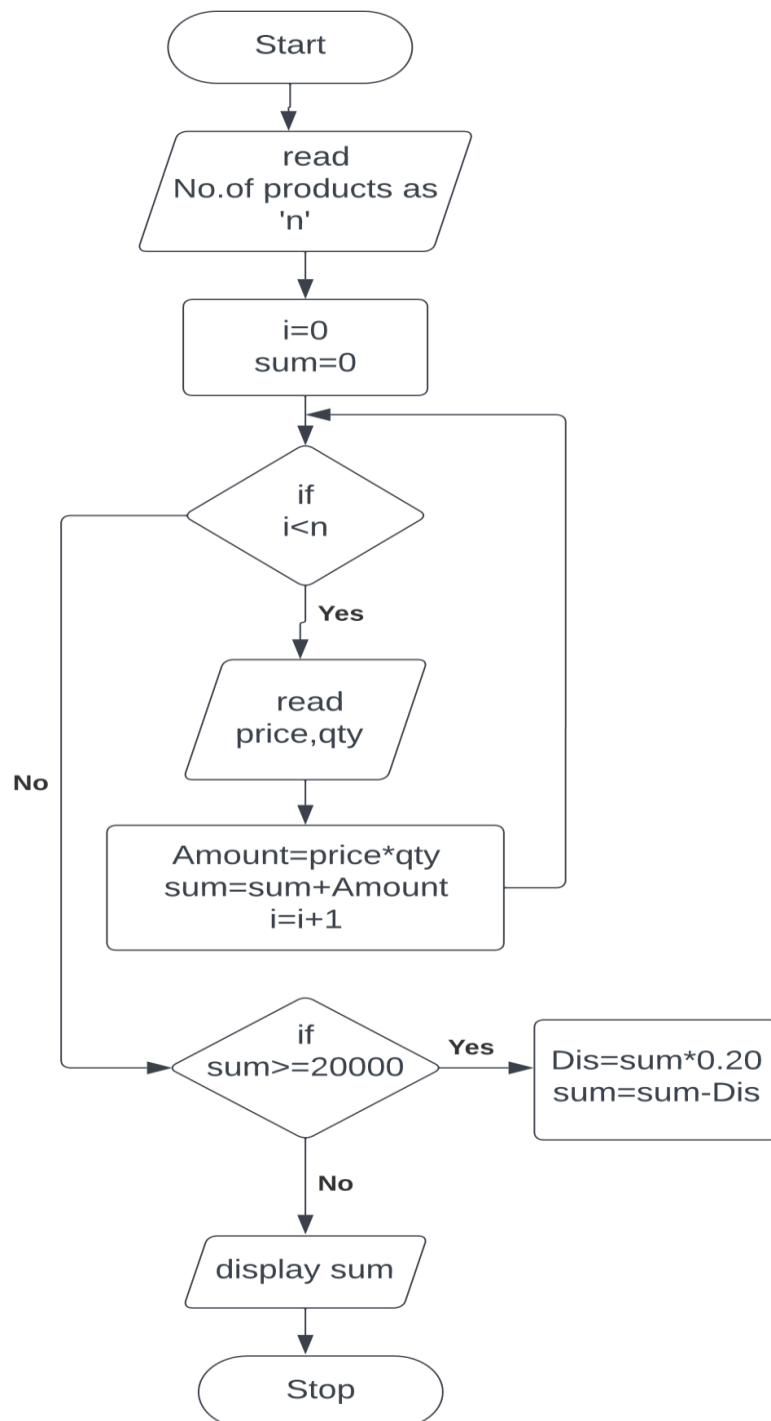 Start
read
No.of products as
'n'
i=0
sum=0
if
i<n
Yes
read
price,qty
No
Amount=price*qty
sum=sum+Amount
i=i+1
if
sum>=20000
Yes
Dis=sum*0.20
sum=sum-Dis
No
display sum
Stop